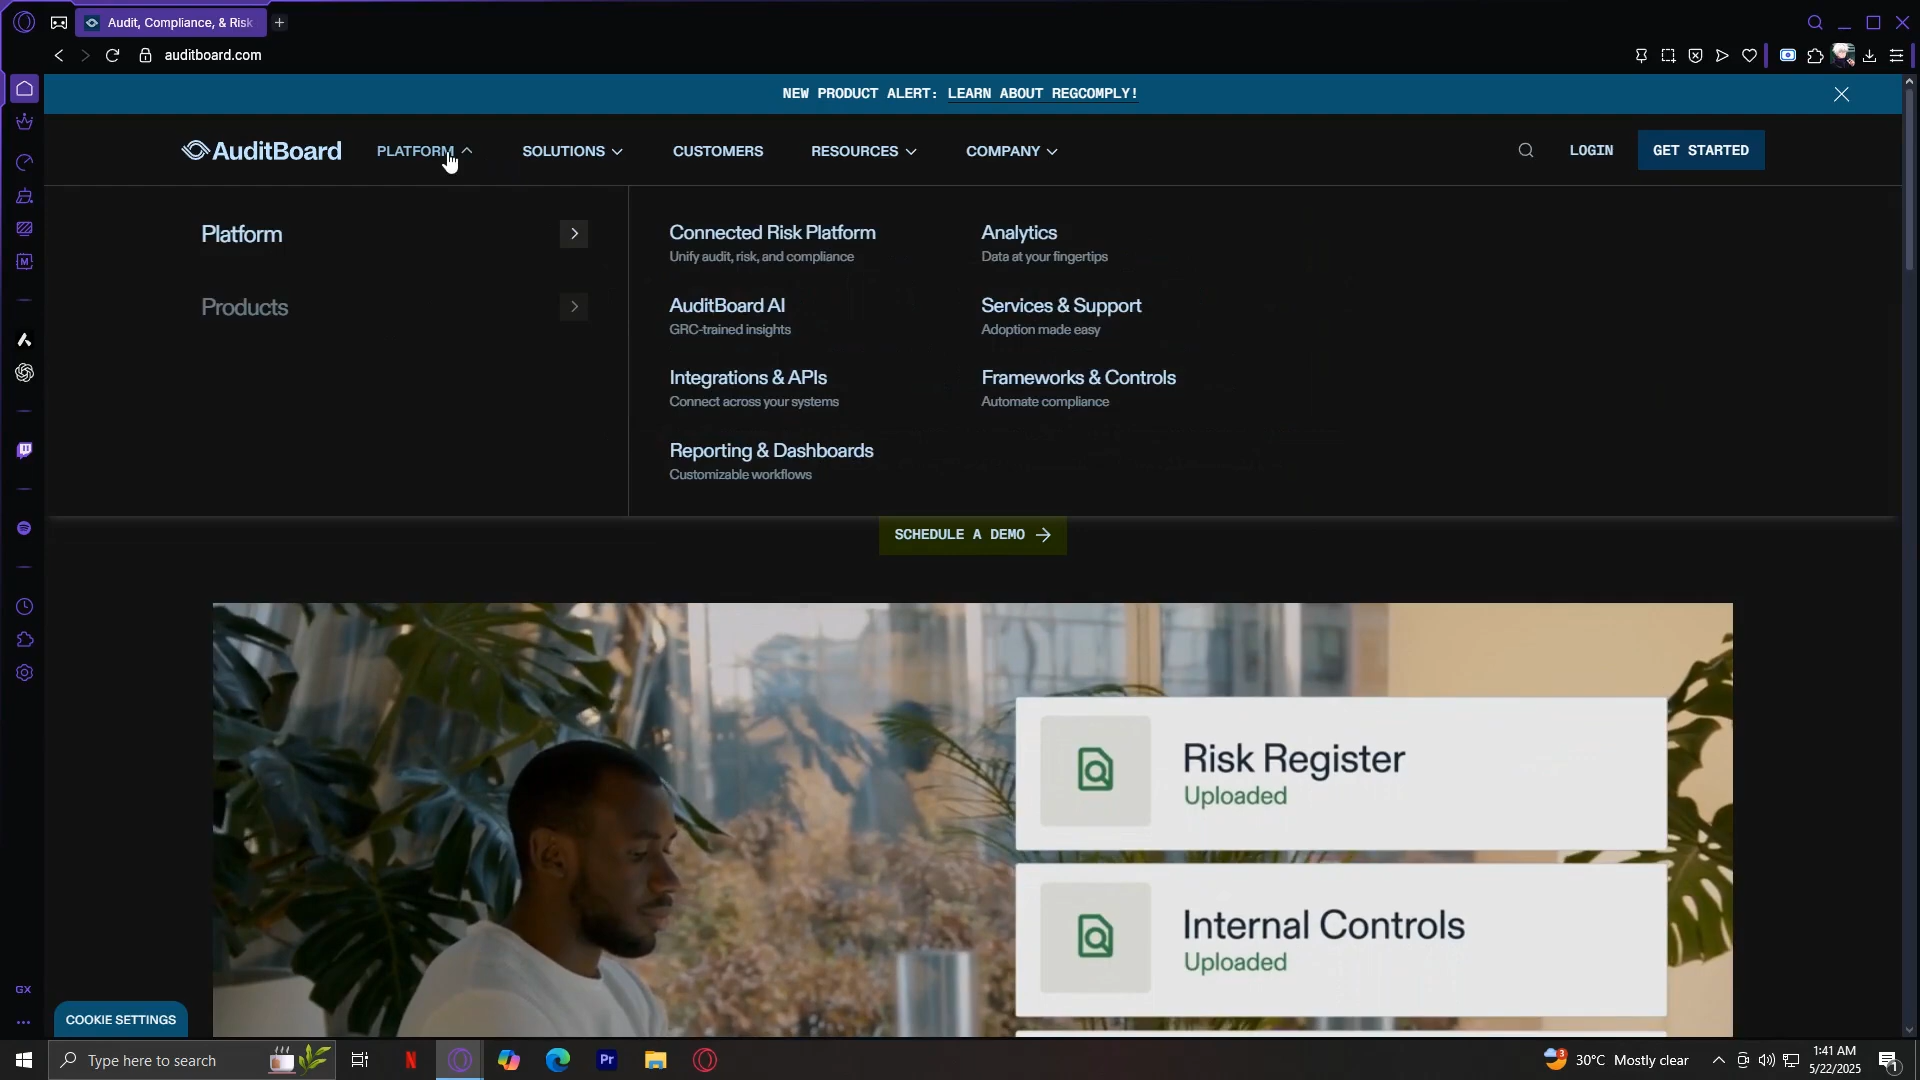 Audit, Compliance, & Risk
auditboard.com
NEW PRODUCT ALERT: LEARN ABOUT REGCOMPLY!
AuditBoard
PLATFORM
SOLUTIONS
CUSTOMERS
RESOURCES
COMPANY
LOGIN
GET STARTED
Platform
Products
Connected Risk Platform
Unify audit, risk, and compliance
AuditBoard AI
GRC-trained insights
Integrations & APIs
Connect across your systems
Reporting & Dashboards
Customizable workflows
Analytics
Data at your fingertips
Services & Support
Adoption made easy
Frameworks & Controls
Automate compliance
SCHEDULE A DEMO
Risk Register
Uploaded
Internal Controls
Uploaded
GX
COOKIE SETTINGS
Type here to search
N
Pr
3
30°C Mostly clear
1:41 AM
5/22/2025
1
M